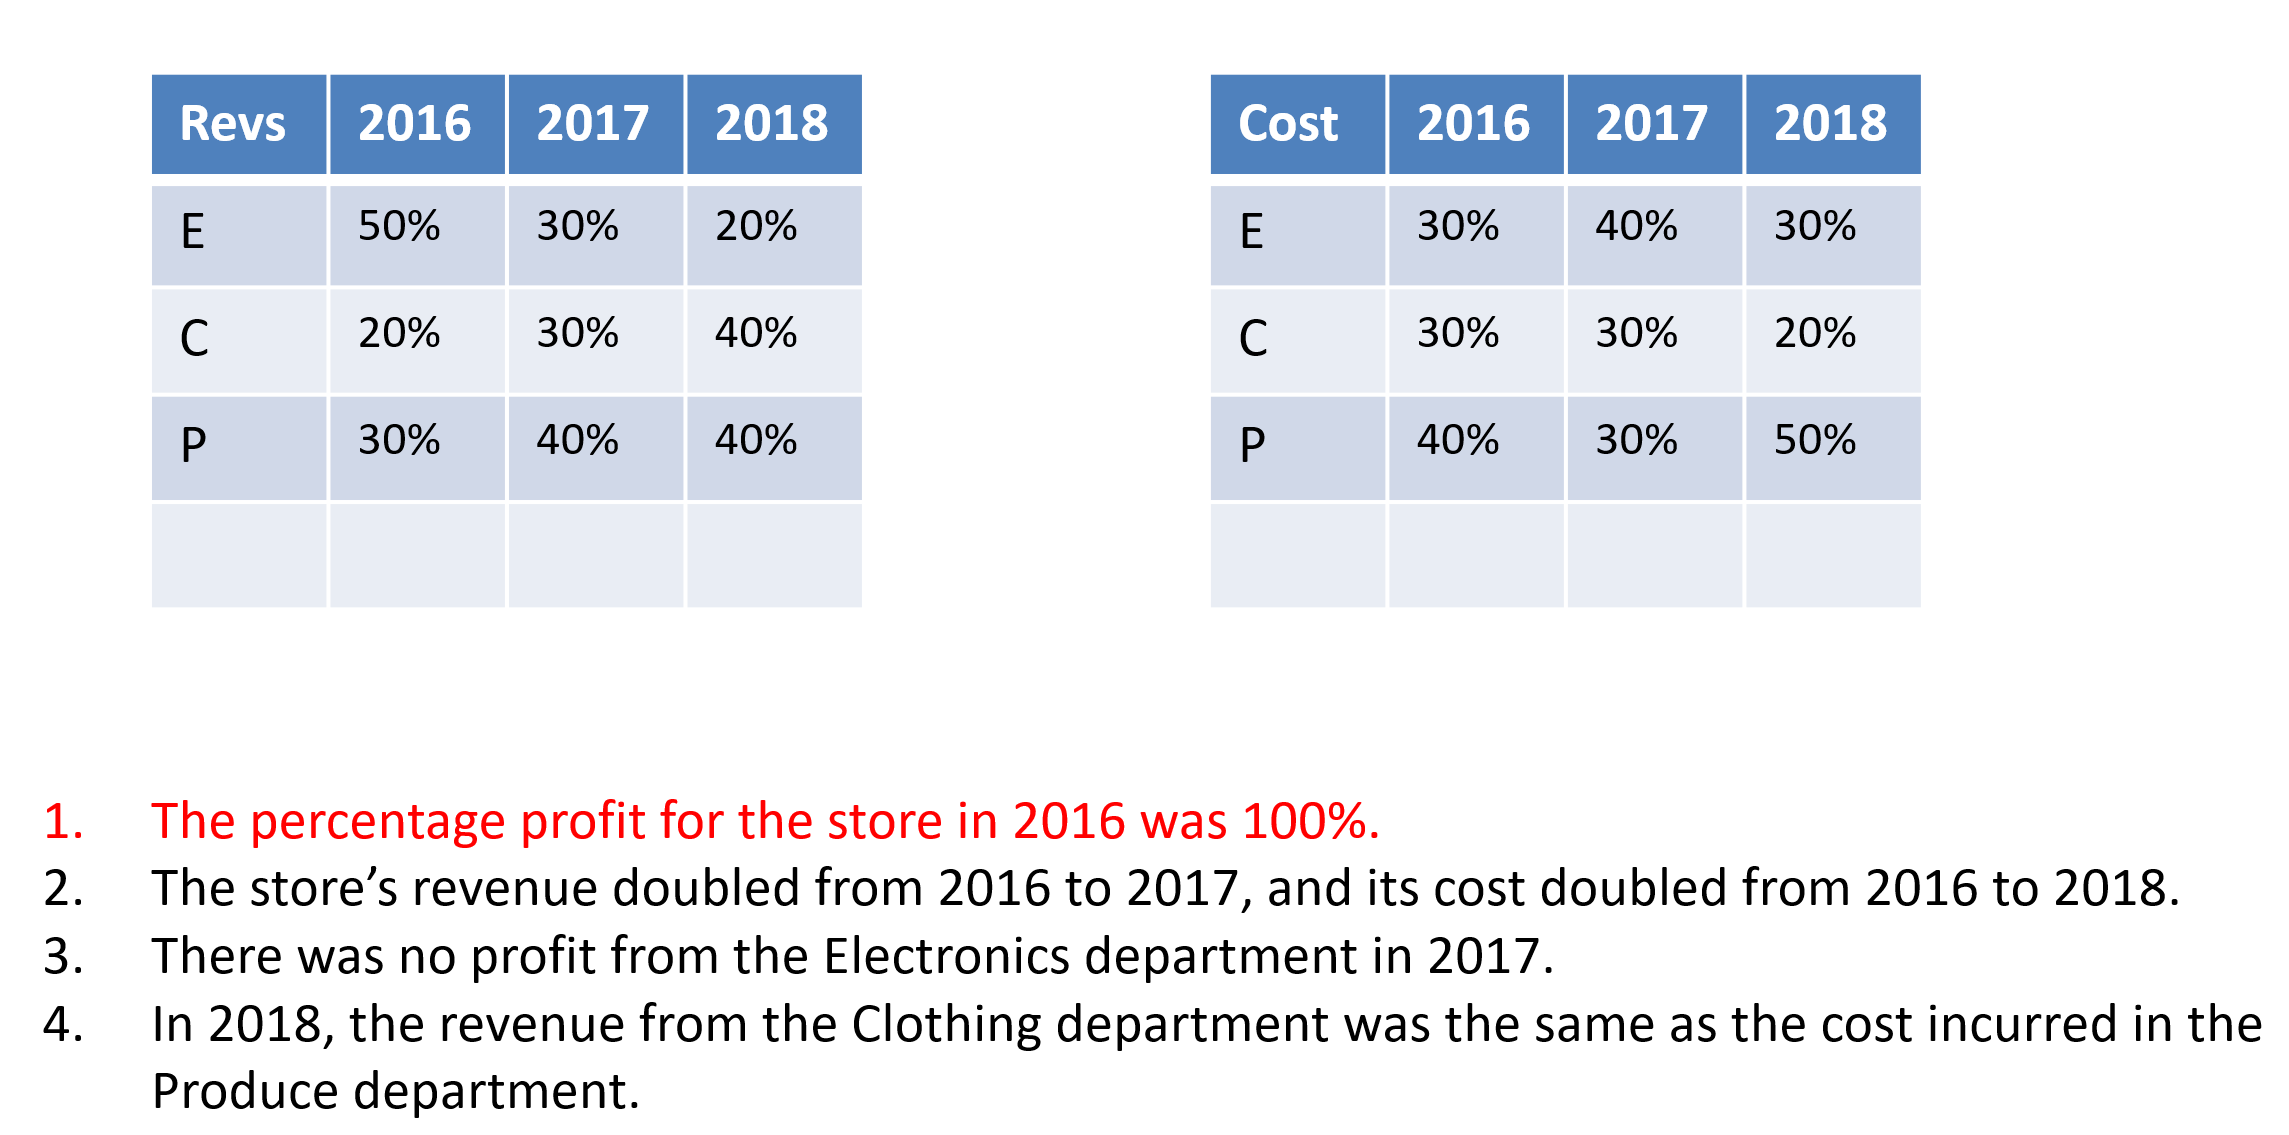 Revs 2016 2017 2018
E 50% 30% 20%
C 20% 30% 40%
P 30% 40% 40%
Cost 2016 2017 2018
E 30% 40% 30%
C 30% 30% 20%
P 40% 30% 50%
1. The percentage profit for the store in 2016 was 100%.
2. The store’s revenue doubled from 2016 to 2017, and its cost doubled from 2016 to 2018.
3. There was no profit from the Electronics department in 2017.
4. In 2018, the revenue from the Clothing department was the same as the cost incurred in the
Produce department.